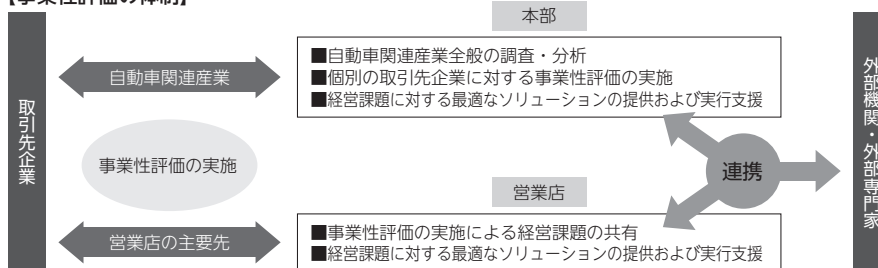 【事業性評価の体制】
本部
■自動車関連産業全般の調査・分析
■個別の取引先企業に対する事業性評価の実施
■経営課題に対する最適なソリューションの提供および実行支援
自動車関連産業
取引先企業
事業性評価の実施
連携
外部機関・外部専門家
営業店
■事業性評価の実施による経営課題の共有
■経営課題に対する最適なソリューションの提供および実行支援
営業店の主要先